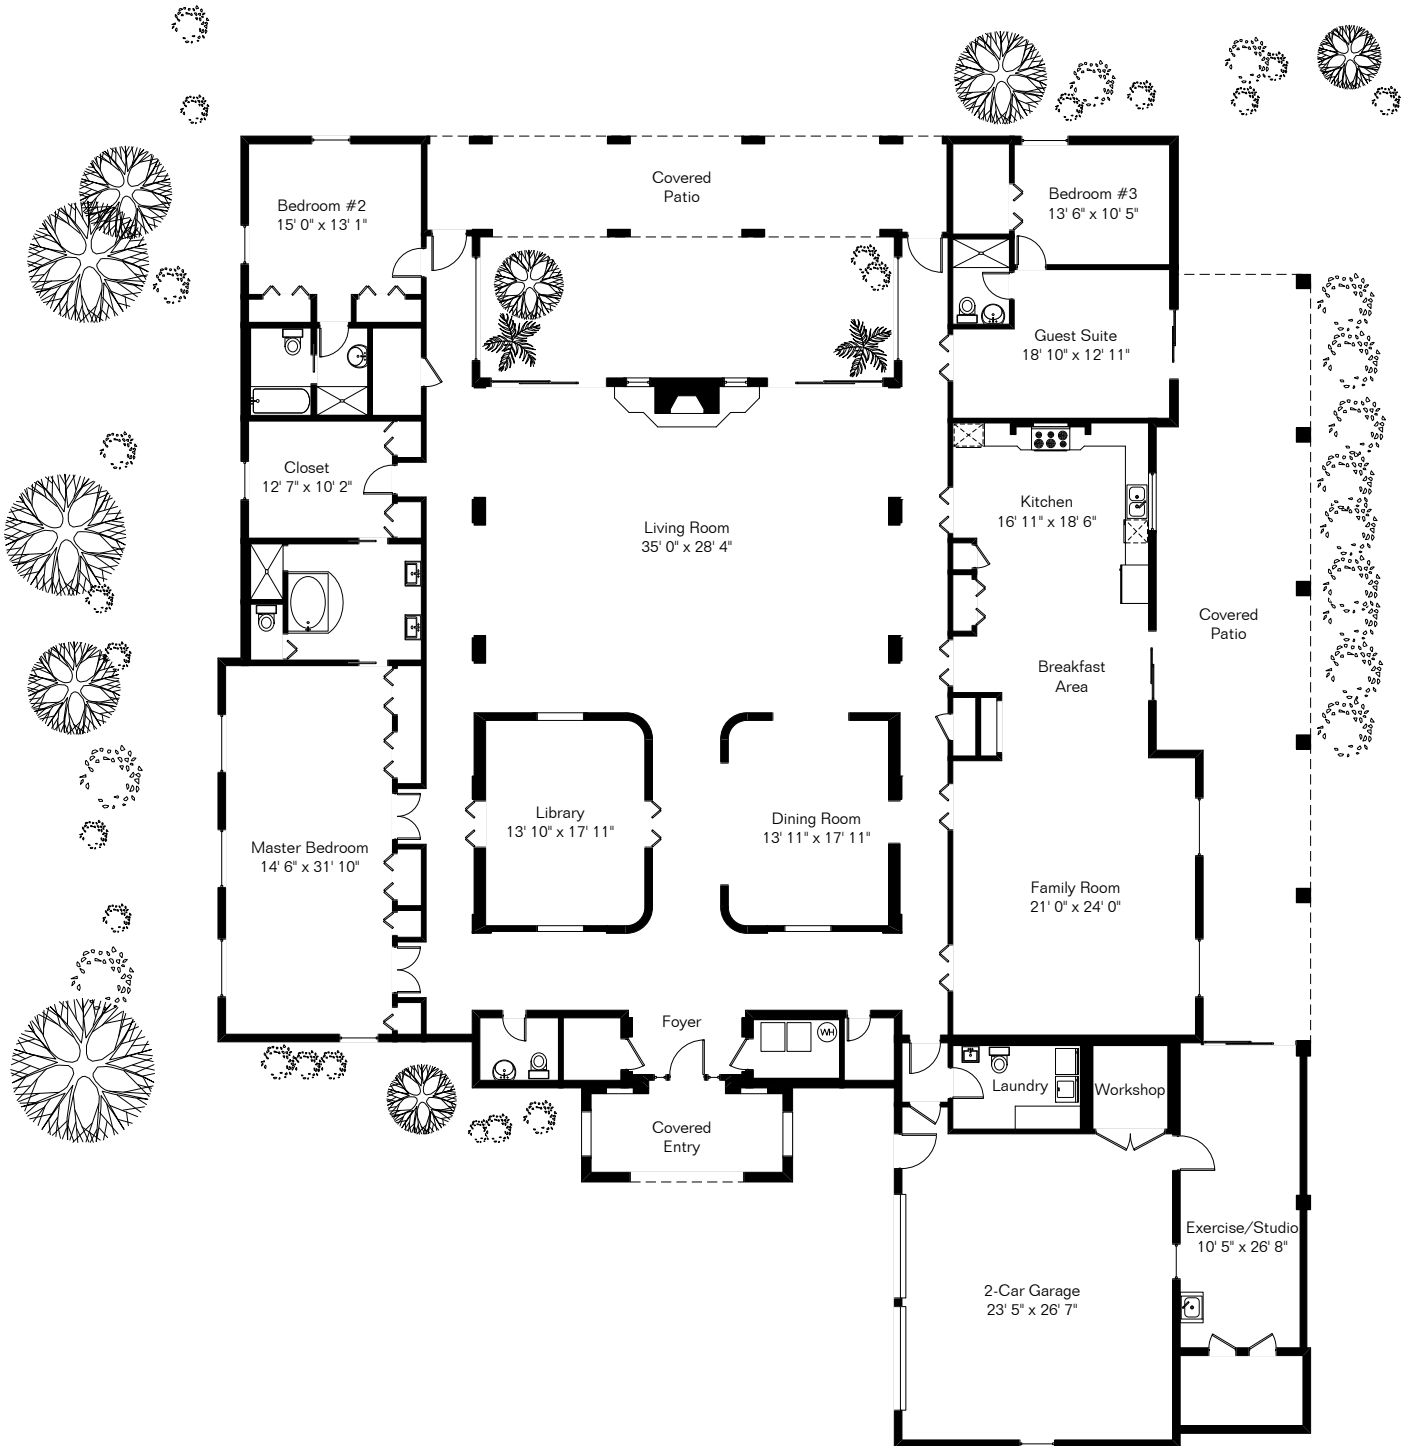 Covered
Patio
Bedroom #2
15' 0" x 13' 1"
Bedroom #3
13' 6" x 10' 5"
Guest Suite
18' 10" x 12' 11"
Closet
12' 7" x 10' 2"
Living Room
35' 0" x 28' 4"
Kitchen
16' 11" x 18' 6"
Covered
Patio
Breakfast
Area
Library
13' 10" x 17' 11"
Dining Room
13' 11" x 17' 11"
Master Bedroom
14' 6" x 31' 10"
Family Room
21' 0" x 24' 0"
Foyer
WH
Laundry
Workshop
Covered
Entry
Exercise/Studio
10' 5" x 26' 8"
2-Car Garage
23' 5" x 26' 7"